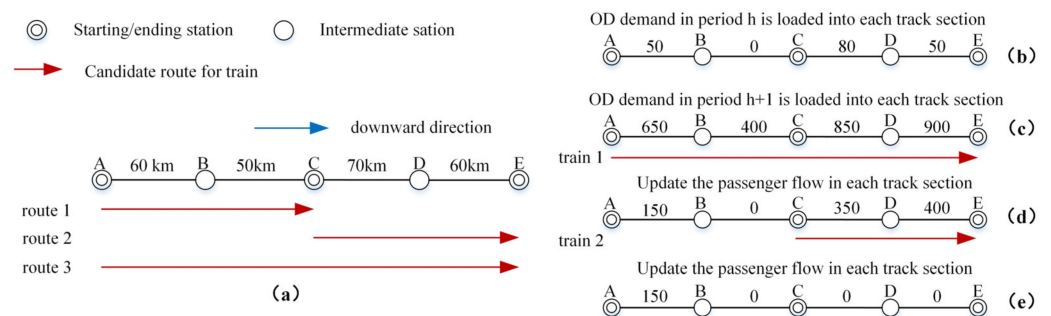 Starting/ending station
Intermediate sation
Candidate route for train
downward direction
A 60 km B 50km C 70km D 60km E
route 1
route 2
route 3
(a)
OD demand in period h is loaded into each track section
A 50 B 0 C 80 D 50 E
(b)
OD demand in period h+1 is loaded into each track section
A 650 B 400 C 850 D 900 E
(c)
train 1
Update the passenger flow in each track section
A 150 B 0 C 350 D 400 E
(d)
train 2
Update the passenger flow in each track section
A 150 B 0 C 0 D 0 E
(e)